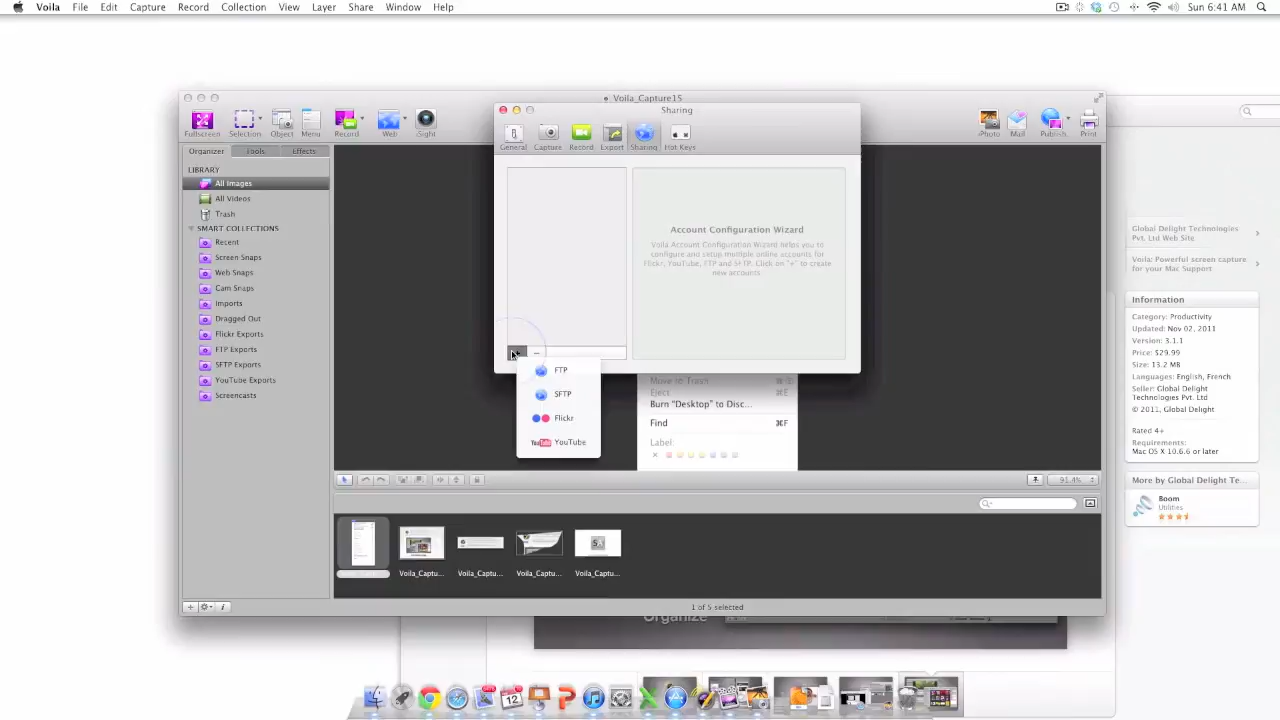 Voila File Edit Capture Record Collection View Layer Share Window Help
Sun 6:41 AM
Voila_Capture15
Fullscreen Selection Object Menu Record Web iSight
iPhoto Mail Publish Print
Organizer Tools Effects
LIBRARY
All Images
All Videos
Trash
SMART COLLECTIONS
Recent
Screen Snaps
Web Snaps
Cam Snaps
Imports
Dragged Out
Flickr Exports
FTP Exports
SFTP Exports
YouTube Exports
Screencasts
Sharing
General Capture Record Export Sharing Hot Keys
Account Configuration Wizard
Voila Account Configuration Wizard helps you to
configure and setup multiple online accounts for
Flickr, YouTube, FTP and SFTP. Click on "+" to create
new accounts
FTP
SFTP
Flickr
YouTube
Move to Trash
Eject ⌘E
Burn "Desktop" to Disc...
Find ⌘F
Label:
91.4%
Voila_Captu...
Voila_Captu...
Voila_Captu...
Voila_Captu...
1 of 5 selected
Organize
Global Delight Technologies
Pvt. Ltd Web Site
Voila: Powerful screen capture
for your Mac Support
Information
Category: Productivity
Updated: Nov 02, 2011
Version: 3.1.1
Price: $29.99
Size: 13.2 MB
Languages: English, French
Seller: Global Delight
Technologies Pvt. Ltd
© 2011, Global Delight
Rated 4+
Requirements:
Mac OS X 10.6.6 or later
More by Global Delight Te...
Boom
Utilities
12